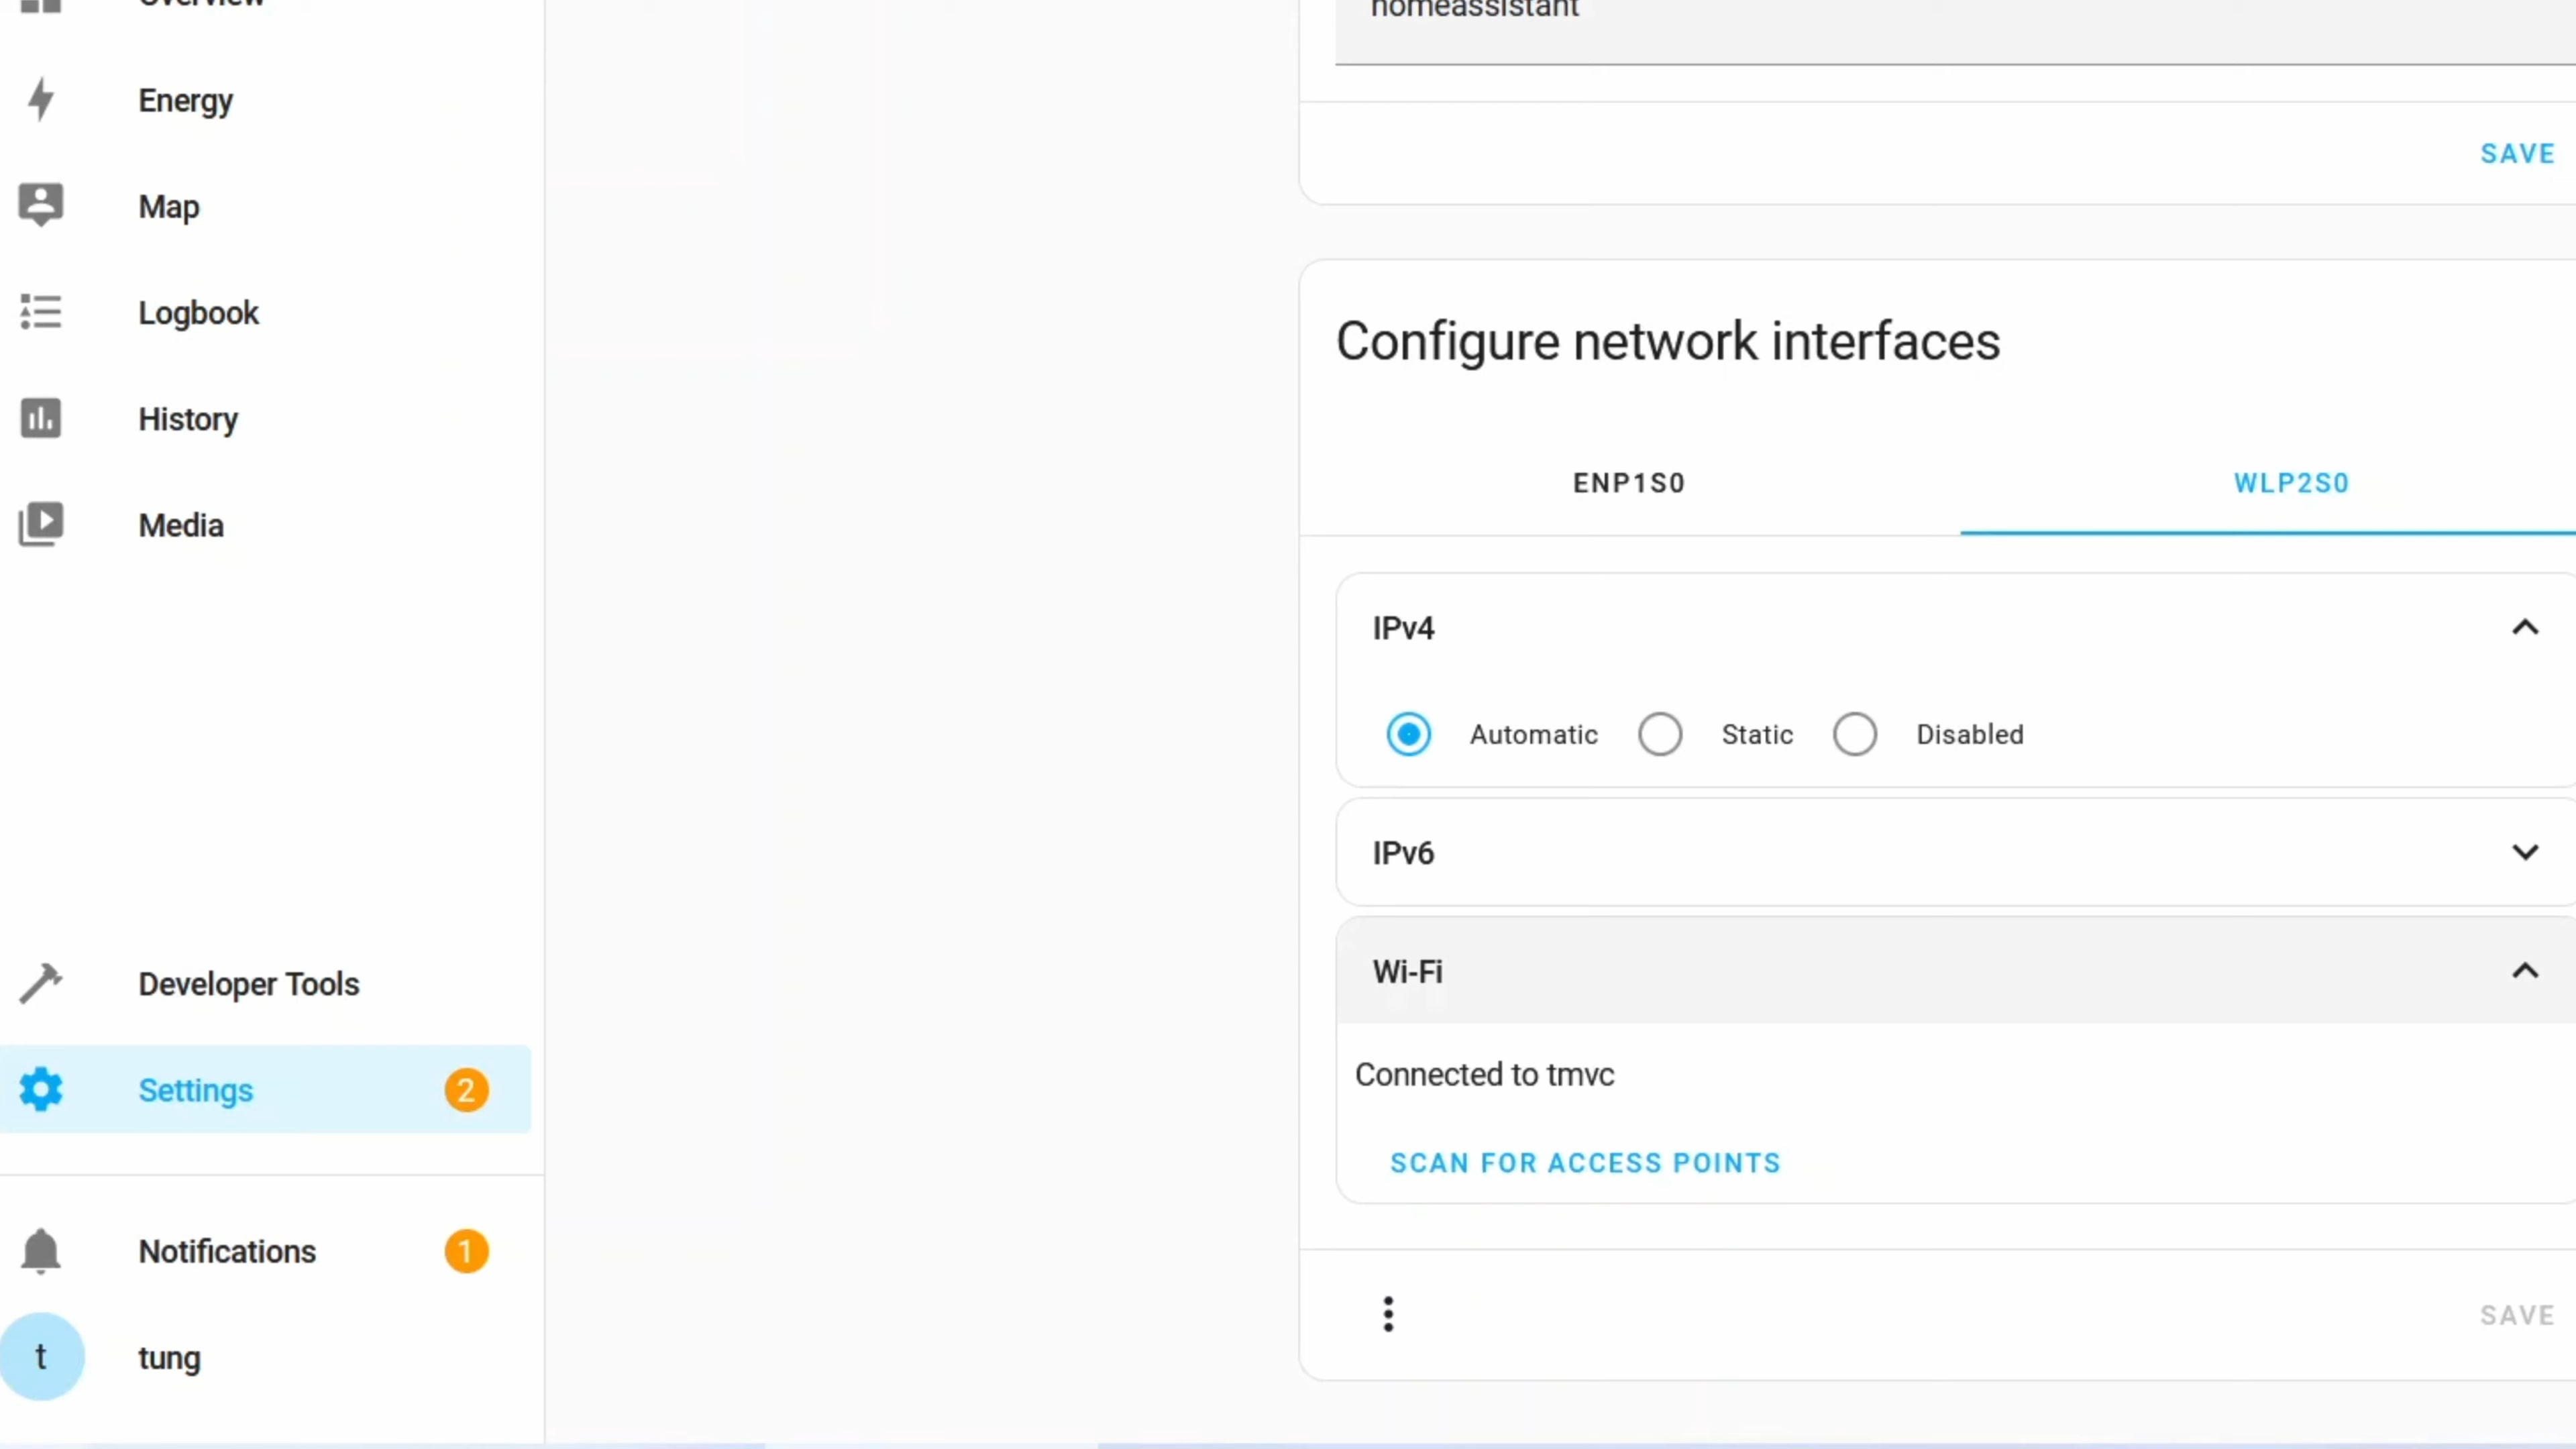 Overview
Energy
Map
Logbook
History
Media
Developer Tools
Settings
2
Notifications
1
t
tung
homeassistant
SAVE
Configure network interfaces
ENP1S0
WLP2S0
IPv4
Automatic
Static
Disabled
IPv6
Wi-Fi
Connected to tmvc
SCAN FOR ACCESS POINTS
SAVE